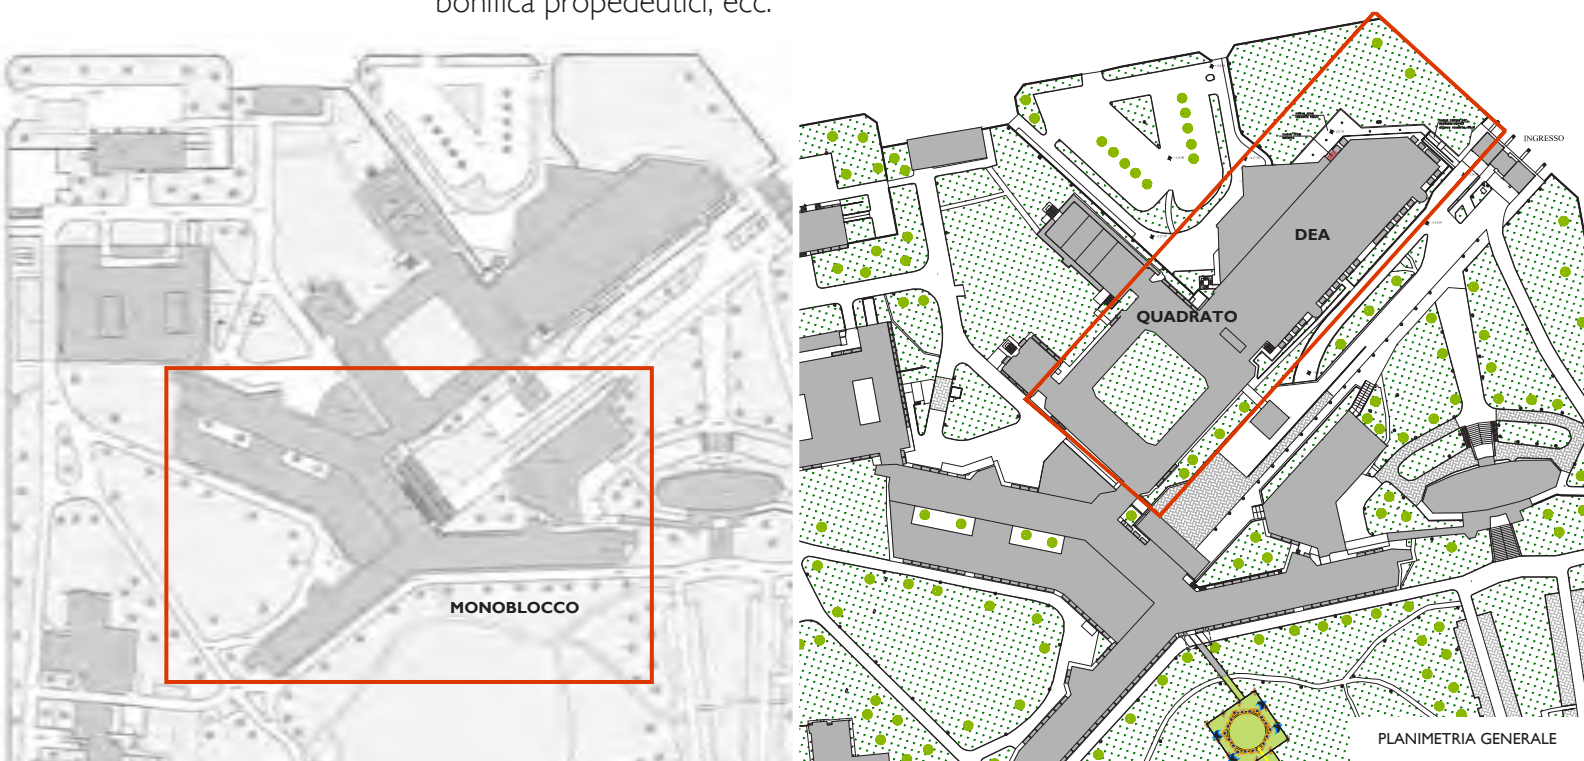 bonifica propedeutici, ecc.
INGRESSO
DEA
QUADRATO
MONOBLOCCO
PLANIMETRIA GENERALE